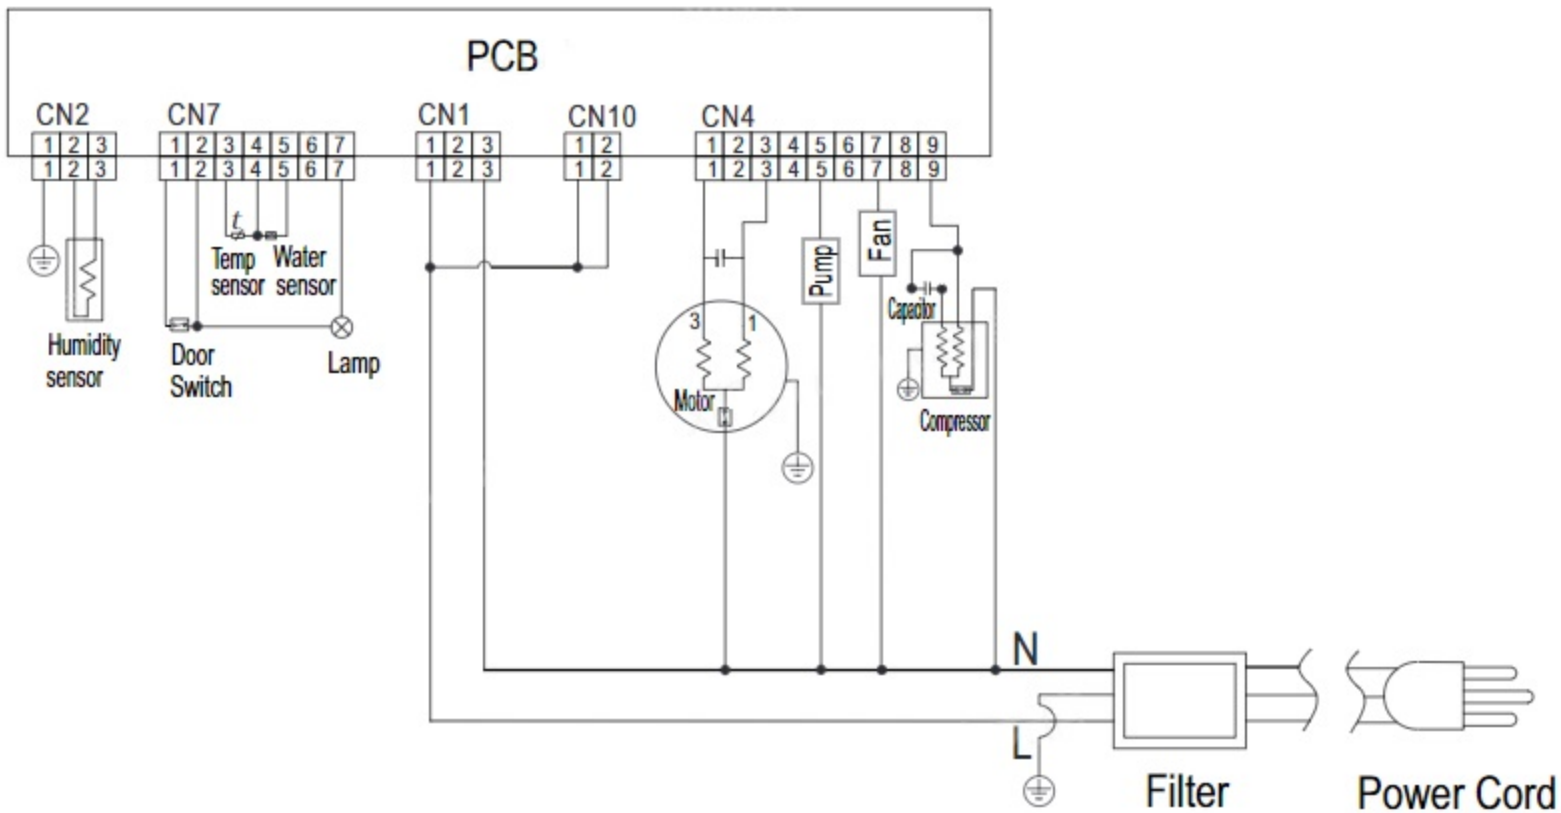 PCB
CN2 CN7 CN1 CN10 CN4
1 2 3 1 2 3 4 5 6 7 1 2 3 1 2 1 2 3 4 5 6 7 8 9
1 2 3 1 2 3 4 5 6 7 1 2 3 1 2 1 2 3 4 5 6 7 8 9
t
Temp
sensor
Water
sensor
Pump
Fan
Capacitor
Humidity
sensor
Door
Switch
Lamp
3 1
Motor
Compressor
N
L
Filter
Power Cord